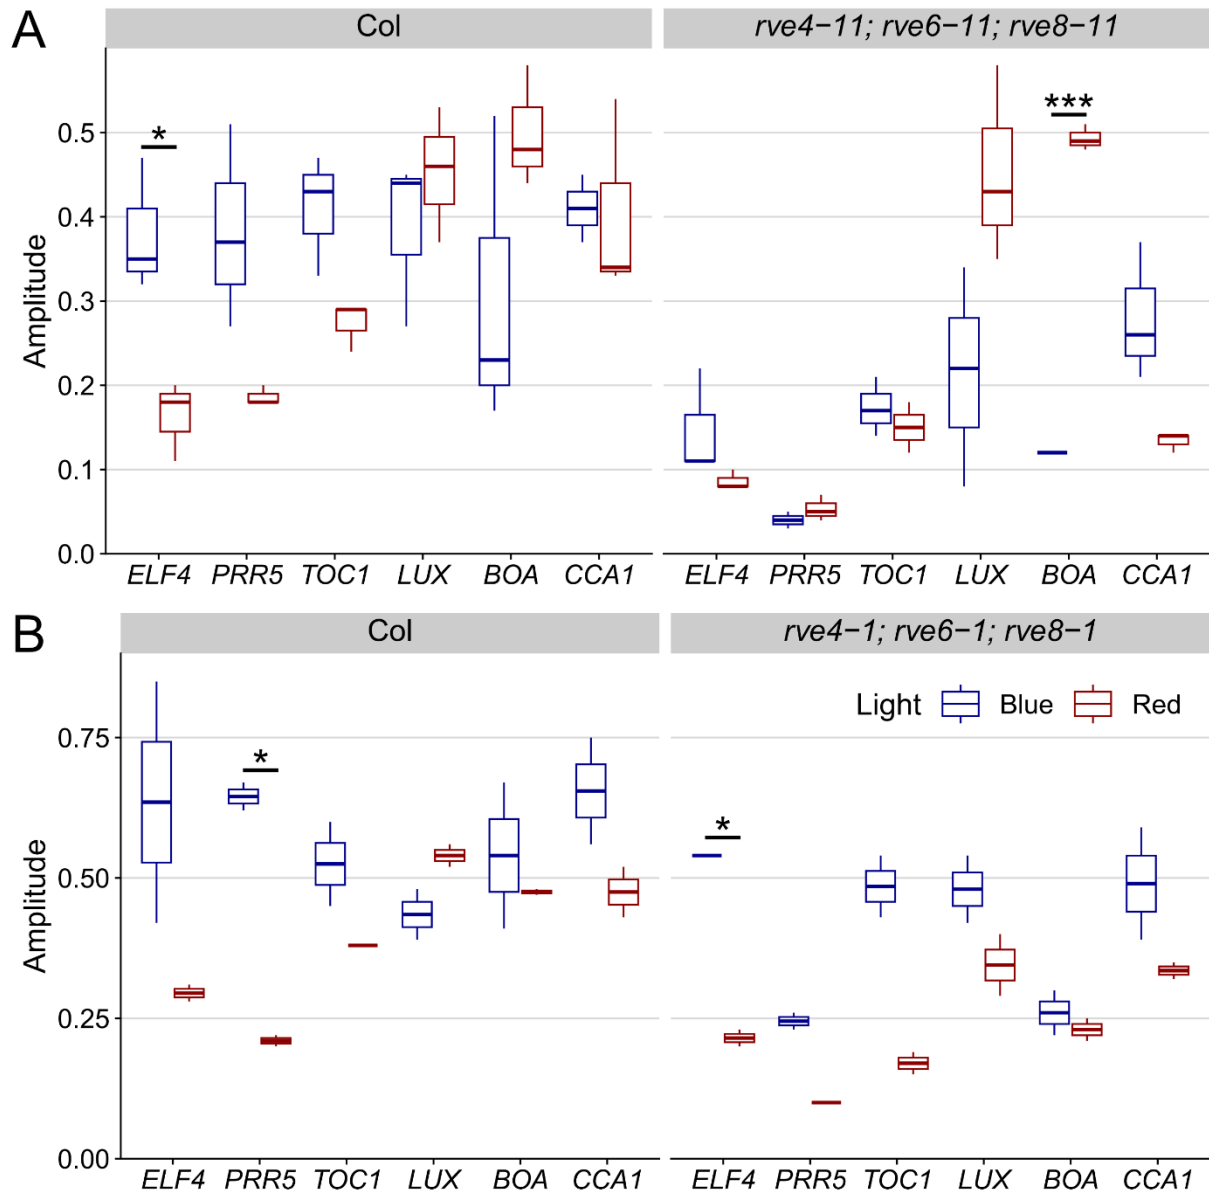 A
Col
rve4−11; rve6−11; rve8−11
Amplitude
0.5
0.4
0.3
0.2
0.1
0.0
*
***
ELF4 PRR5 TOC1 LUX BOA CCA1
ELF4 PRR5 TOC1 LUX BOA CCA1
B
Col
rve4−1; rve6−1; rve8−1
Amplitude
0.75
0.50
0.25
0.00
*
*
Light Blue Red
ELF4 PRR5 TOC1 LUX BOA CCA1
ELF4 PRR5 TOC1 LUX BOA CCA1